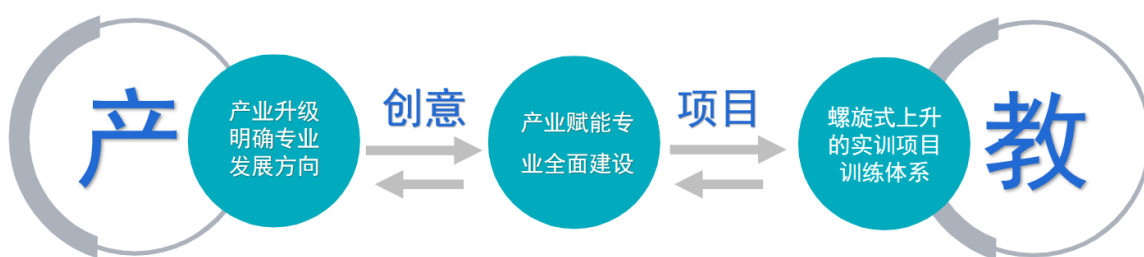 产
产业升级
明确专业
发展方向
创意
产业赋能专
业全面建设
项目
螺旋式上升
的实训项目
训练体系
教